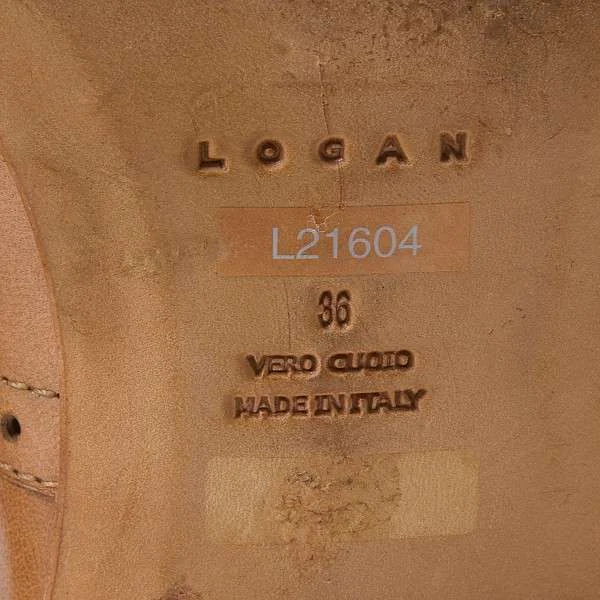 LOGAN
L21604
36
VERO CUOIO
MADE IN ITALY